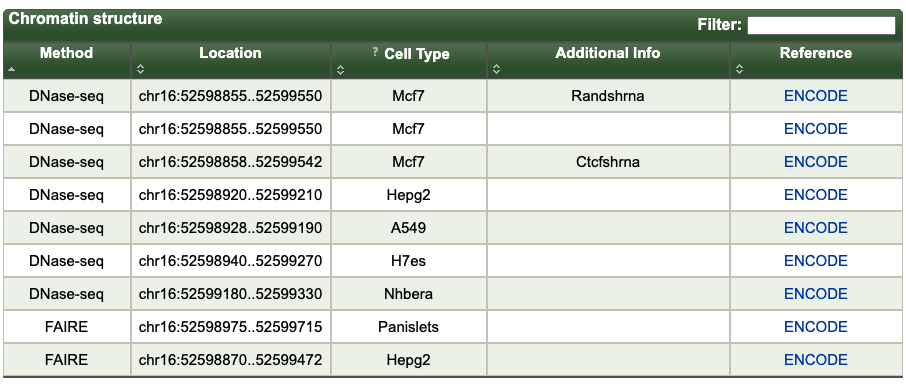 Chromatin structure
Filter:
Method Location ? Cell Type Additional Info Reference
DNase-seq chr16:52598855..52599550 Mcf7 Randshrna ENCODE
DNase-seq chr16:52598855..52599550 Mcf7 ENCODE
DNase-seq chr16:52598858..52599542 Mcf7 Ctcfshrna ENCODE
DNase-seq chr16:52598920..52599210 Hepg2 ENCODE
DNase-seq chr16:52598928..52599190 A549 ENCODE
DNase-seq chr16:52598940..52599270 H7es ENCODE
DNase-seq chr16:52599180..52599330 Nhbera ENCODE
FAIRE chr16:52598975..52599715 Panislets ENCODE
FAIRE chr16:52598870..52599472 Hepg2 ENCODE